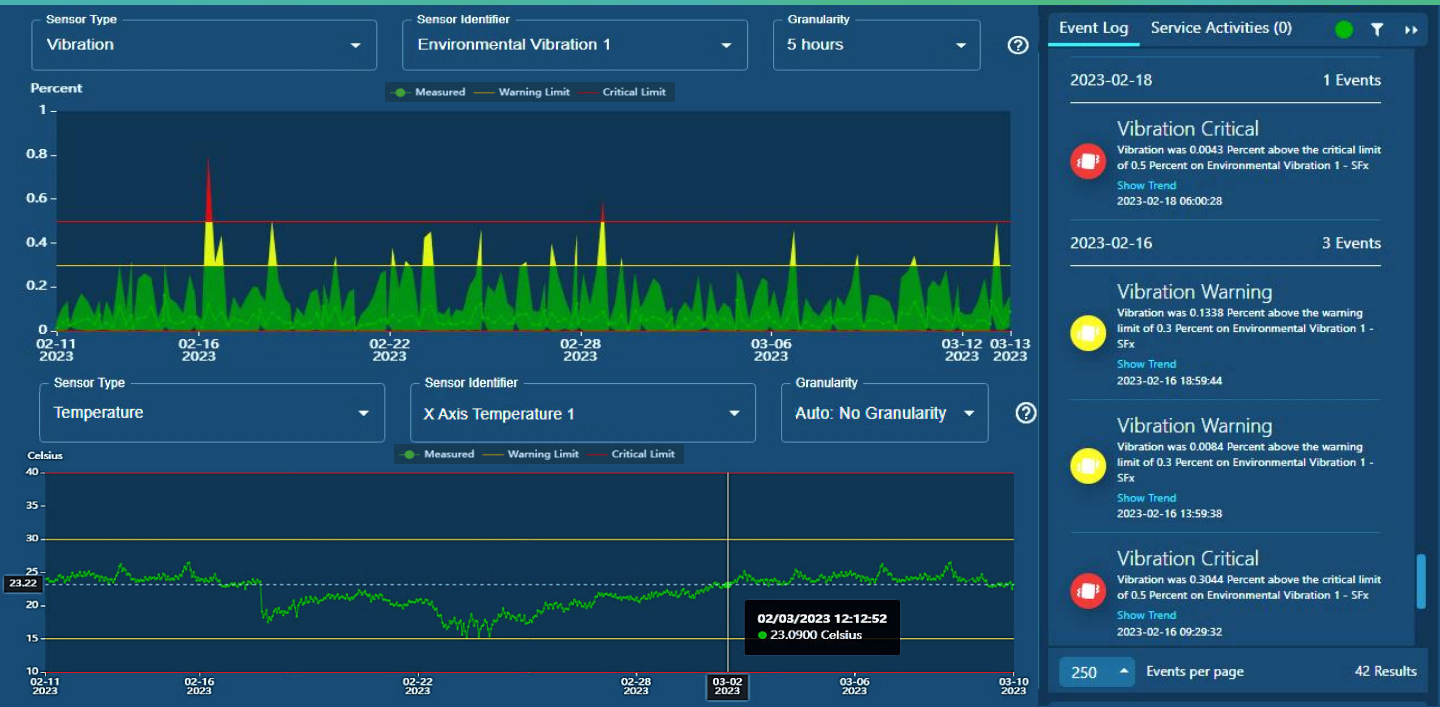 Sensor Type
Vibration
Sensor Identifier
Environmental Vibration 1
Granularity
5 hours
Percent
Measured
Warning Limit
Critical Limit
1
0.8
0.6
0.4
0.2
0
02-11
2023
02-16
2023
02-22
2023
02-28
2023
03-06
2023
03-12
2023
03-13
2023
Sensor Type
Temperature
Sensor Identifier
X Axis Temperature 1
Granularity
Auto: No Granularity
Celsius
Measured
Warning Limit
Critical Limit
40
35
30
25
23.22
20
15
10
02/03/2023 12:12:52
23.0900 Celsius
02-11
2023
02-16
2023
02-22
2023
02-28
2023
03-02
2023
03-06
2023
03-10
2023
Event Log
Service Activities (0)
2023-02-18
1 Events
Vibration Critical
Vibration was 0.0043 Percent above the critical limit
of 0.5 Percent on Environmental Vibration 1 - SFx
Show Trend
2023-02-18 06:00:28
2023-02-16
3 Events
Vibration Warning
Vibration was 0.1338 Percent above the warning
limit of 0.3 Percent on Environmental Vibration 1 -
SFx
Show Trend
2023-02-16 18:59:44
Vibration Warning
Vibration was 0.0084 Percent above the warning
limit of 0.3 Percent on Environmental Vibration 1 -
SFx
Show Trend
2023-02-16 13:59:38
Vibration Critical
Vibration was 0.3044 Percent above the critical limit
of 0.5 Percent on Environmental Vibration 1 - SFx
Show Trend
2023-02-16 09:29:32
250
Events per page
42 Results